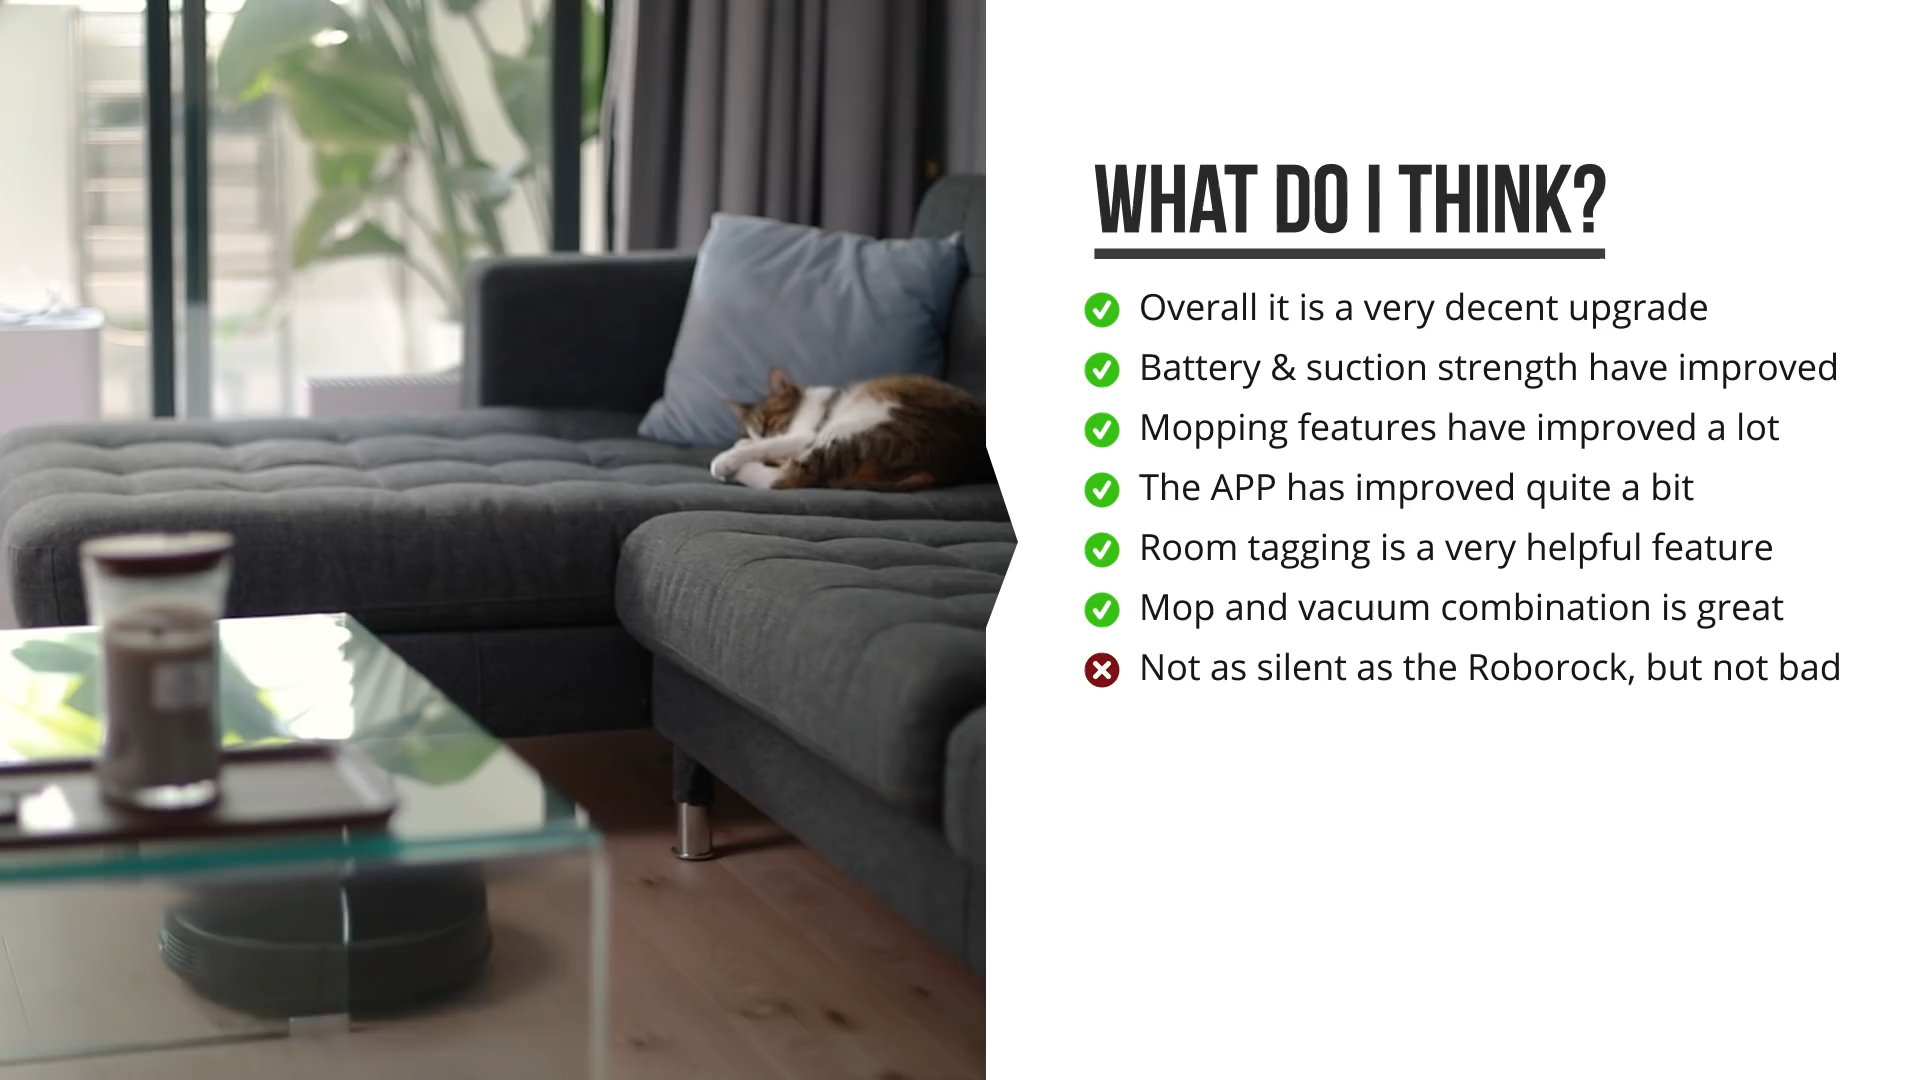 WHAT DO I THINK?
Overall it is a very decent upgrade
Battery & suction strength have improved
Mopping features have improved a lot
The APP has improved quite a bit
Room tagging is a very helpful feature
Mop and vacuum combination is great
Not as silent as the Roborock, but not bad